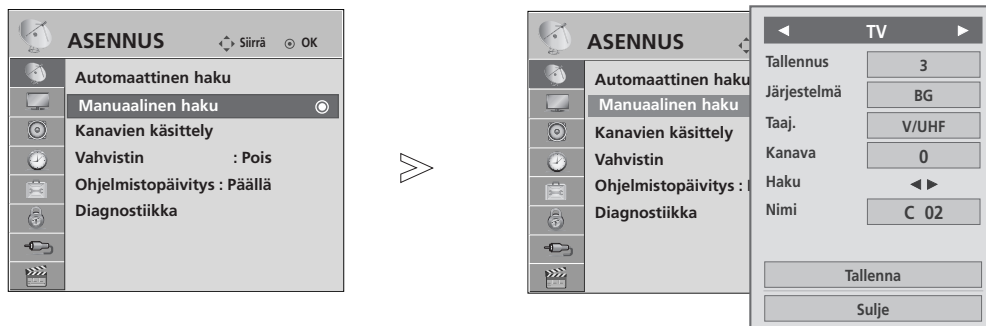 ASENNUS Siirrä OK
Automaattinen haku
Manuaalinen haku
Kanavien käsittely
Vahvistin : Pois
Ohjelmistopäivitys : Päällä
Diagnostiikka
ASENNUS
Automaattinen haku
Manuaalinen haku
Kanavien käsittely
Vahvistin
Ohjelmistopäivitys :
Diagnostiikka
TV
Tallennus 3
Järjestelmä BG
Taaj. V/UHF
Kanava 0
Haku
Nimi C 02
Tallenna
Sulje